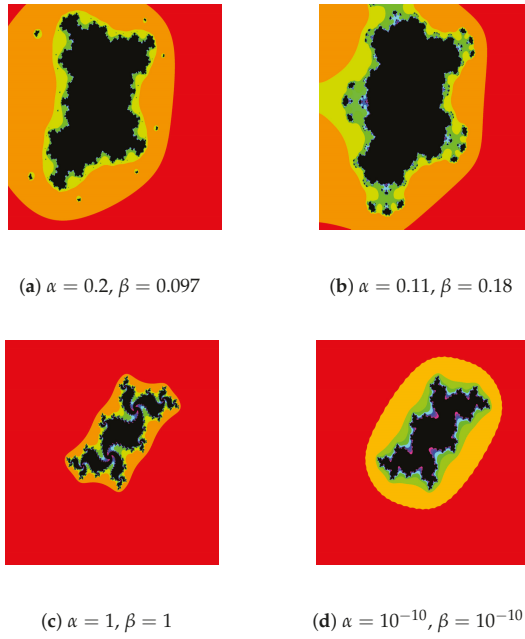 (a) α = 0.2, β = 0.097
(b) α = 0.11, β = 0.18
(c) α = 1, β = 1
(d) α = 10⁻¹⁰, β = 10⁻¹⁰